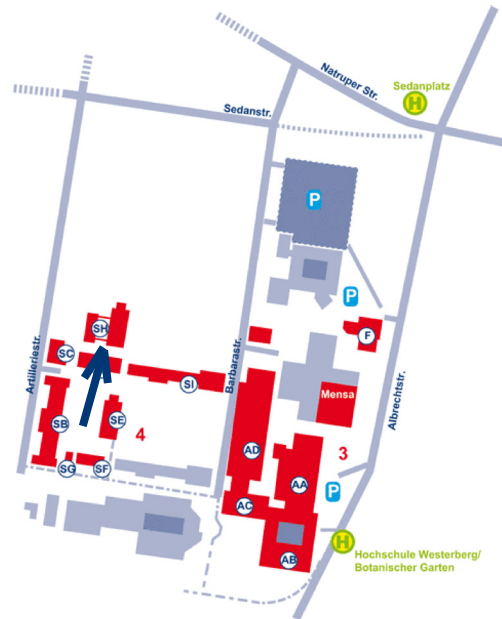 Natruper Str.
Sedanplatz
H
Sedanstr.
P
P
F
SH
SC
Artilleriestr.
SI
Barbarastr.
Mensa
Albrechtstr.
SB
SE
4
3
AD
SG
SF
AA
P
AC
AB
H
Hochschule Westerberg/
Botanischer Garten